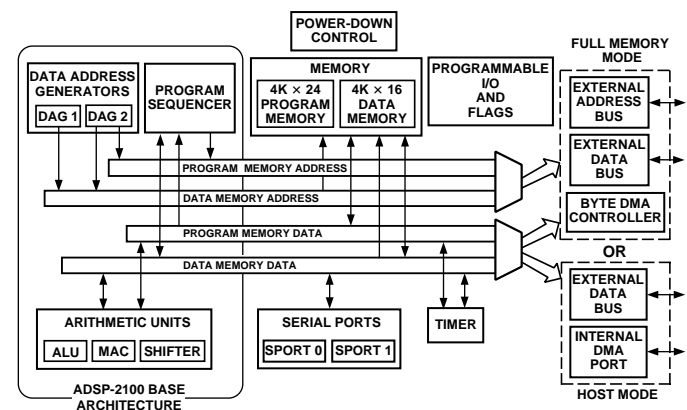 POWER-DOWN
CONTROL
FULL MEMORY
MODE
DATA ADDRESS
GENERATORS
DAG 1
DAG 2
PROGRAM
SEQUENCER
MEMORY
4K × 24
PROGRAM
MEMORY
4K × 16
DATA
MEMORY
PROGRAMMABLE
I/O
AND
FLAGS
EXTERNAL
ADDRESS
BUS
EXTERNAL
DATA
BUS
BYTE DMA
CONTROLLER
PROGRAM MEMORY ADDRESS
DATA MEMORY ADDRESS
PROGRAM MEMORY DATA
DATA MEMORY DATA
OR
EXTERNAL
DATA
BUS
INTERNAL
DMA
PORT
HOST MODE
ARITHMETIC UNITS
ALU
MAC
SHIFTER
SERIAL PORTS
SPORT 0
SPORT 1
TIMER
ADSP-2100 BASE
ARCHITECTURE